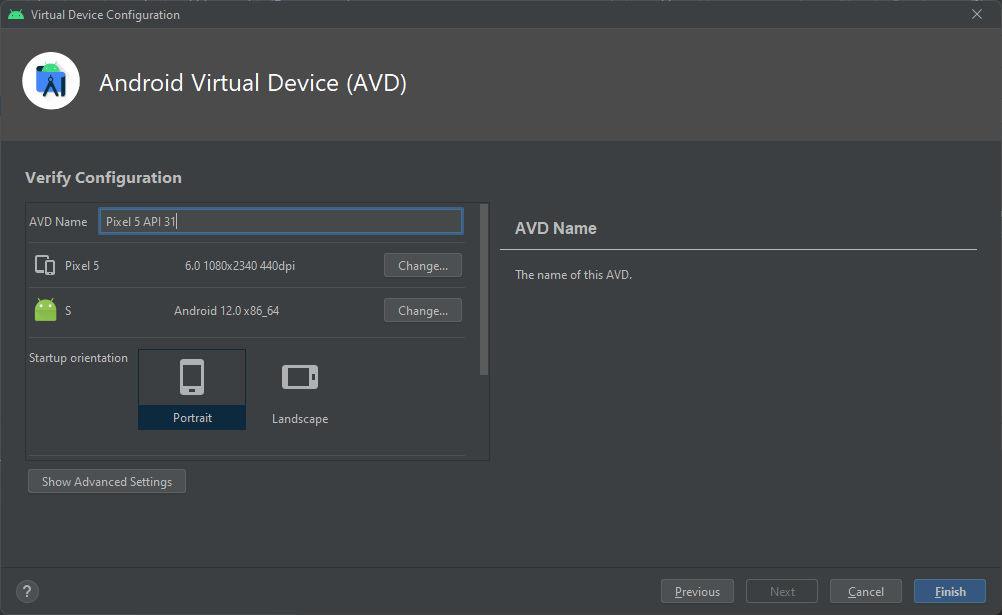 Virtual Device Configuration
Android Virtual Device (AVD)
Verify Configuration
AVD Name Pixel 5 API 31
Pixel 5 6.0 1080x2340 440dpi Change...
S Android 12.0 x86_64 Change...
Startup orientation
Portrait Landscape
Show Advanced Settings
AVD Name
The name of this AVD.
? Previous Next Cancel Finish